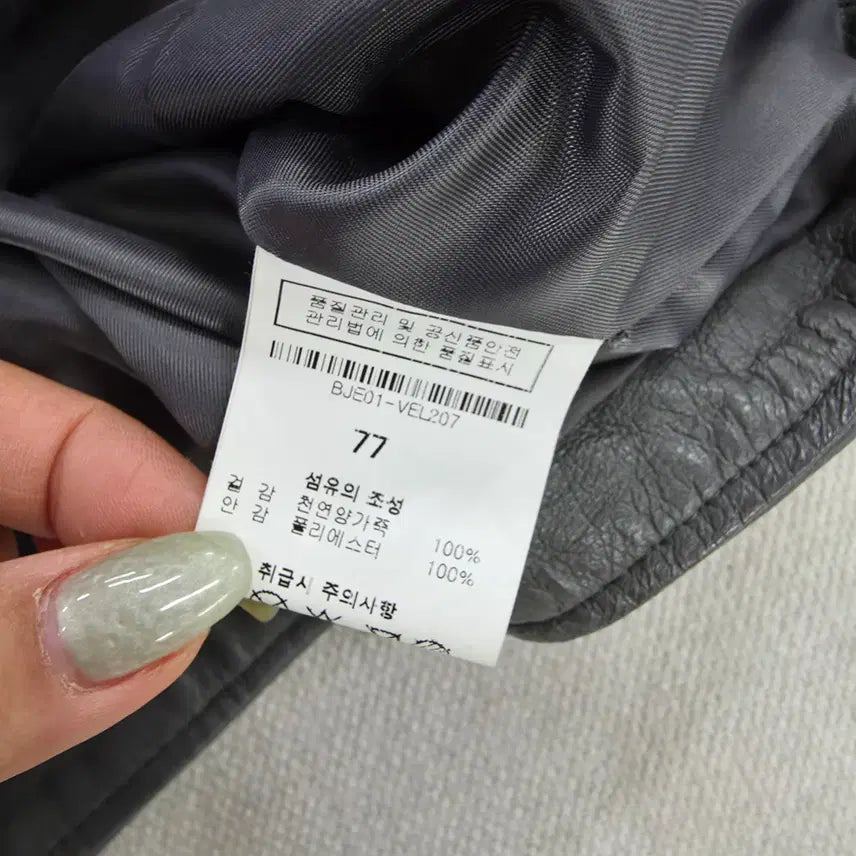 품질관리 및 공산품안전
관리법에 의한 품질표시
BJE01-VEL207
77
섬유의 조성
겉 감 천연양가죽 100%
안 감 폴리에스터 100%
취급시 주의사항